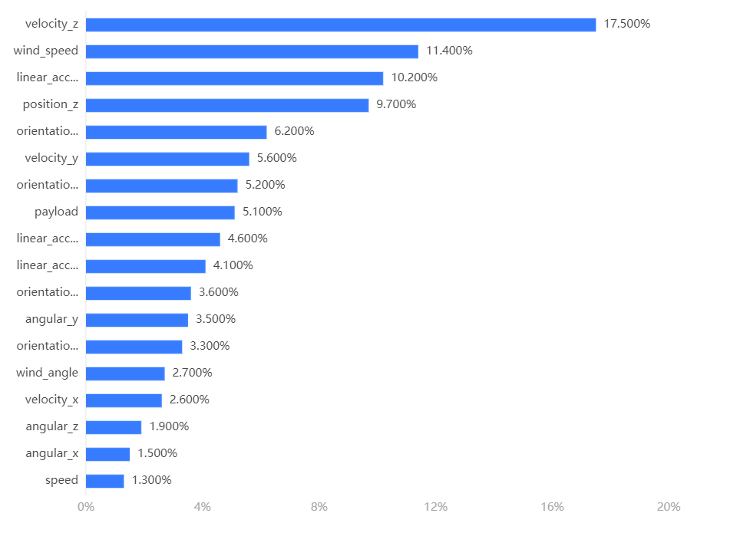 velocity_z 17.500%
wind_speed 11.400%
linear_acc... 10.200%
position_z 9.700%
orientatio... 6.200%
velocity_y 5.600%
orientatio... 5.200%
payload 5.100%
linear_acc... 4.600%
linear_acc... 4.100%
orientatio... 3.600%
angular_y 3.500%
orientatio... 3.300%
wind_angle 2.700%
velocity_x 2.600%
angular_z 1.900%
angular_x 1.500%
speed 1.300%
0% 4% 8% 12% 16% 20%